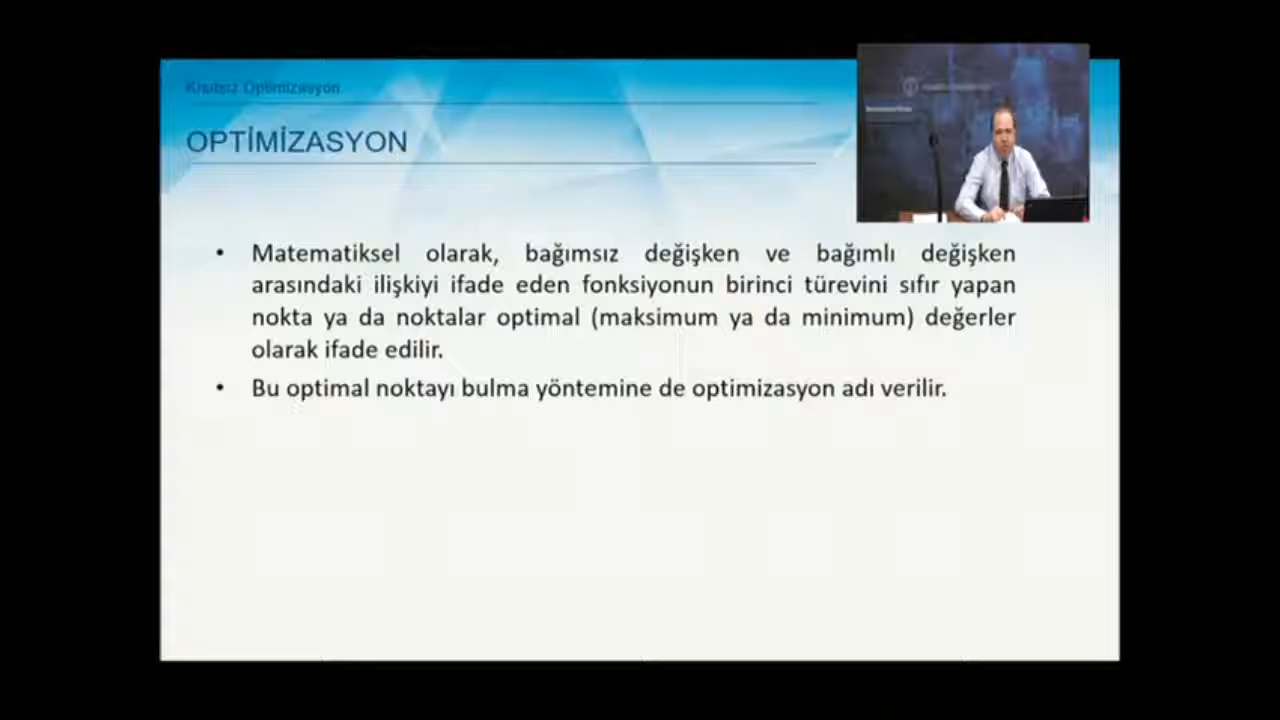 Kısıtsız Optimizasyon
OPTİMİZASYON
• Matematiksel olarak, bağımsız değişken ve bağımlı değişken
arasındaki ilişkiyi ifade eden fonksiyonun birinci türevini sıfır yapan
nokta ya da noktalar optimal (maksimum ya da minimum) değerler
olarak ifade edilir.
• Bu optimal noktayı bulma yöntemine de optimizasyon adı verilir.